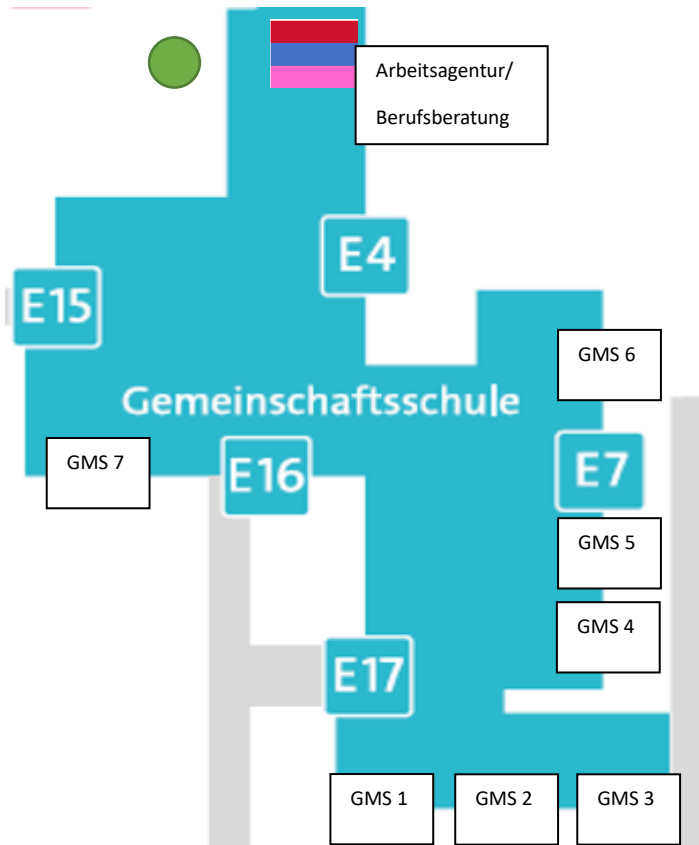 Arbeitsagentur/
Berufsberatung
E4
E15
GMS 6
Gemeinschaftsschule
GMS 7
E16
E7
GMS 5
GMS 4
E17
GMS 1
GMS 2
GMS 3